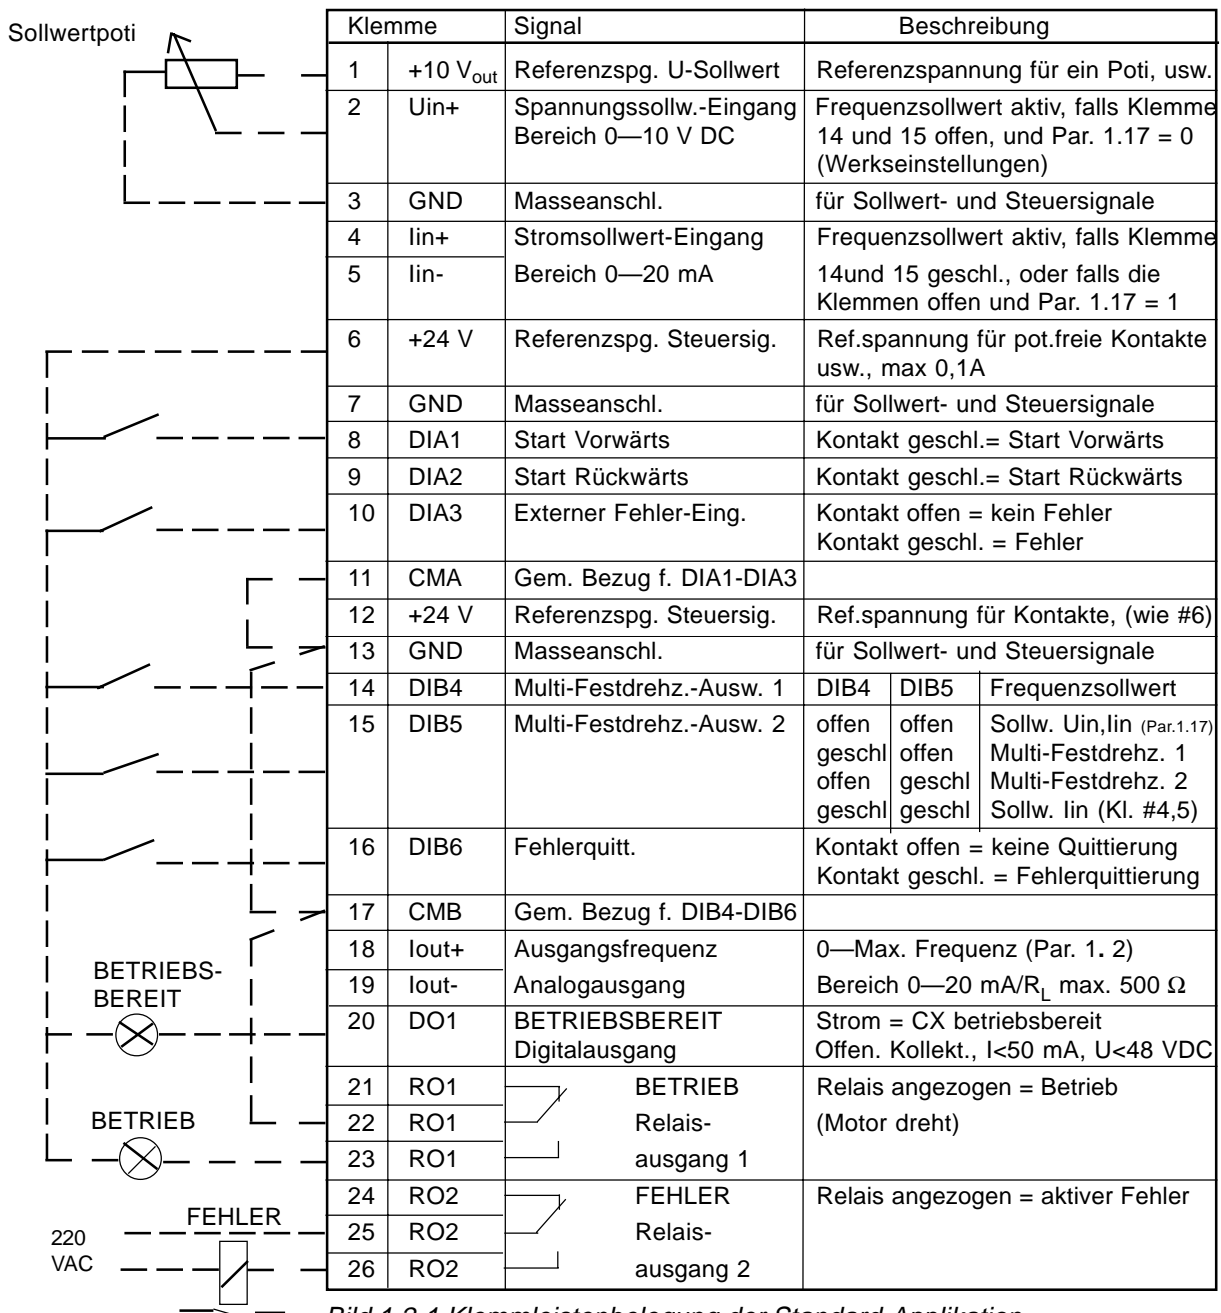 Sollwertpoti
Klemme Signal Beschreibung
1 +10 Vout Referenzspg. U-Sollwert Referenzspannung für ein Poti, usw.
2 Uin+ Spannungssollw.-Eingang Frequenzsollwert aktiv, falls Klemme
Bereich 0—10 V DC 14 und 15 offen, und Par. 1.17 = 0
(Werkseinstellungen)
3 GND Masseanschl. für Sollwert- und Steuersignale
4 Iin+ Stromsollwert-Eingang Frequenzsollwert aktiv, falls Klemme
5 Iin- Bereich 0—20 mA 14und 15 geschl., oder falls die
Klemmen offen und Par. 1.17 = 1
6 +24 V Referenzspg. Steuersig. Ref.spannung für pot.freie Kontakte
usw., max 0,1A
7 GND Masseanschl. für Sollwert- und Steuersignale
8 DIA1 Start Vorwärts Kontakt geschl.= Start Vorwärts
9 DIA2 Start Rückwärts Kontakt geschl.= Start Rückwärts
10 DIA3 Externer Fehler-Eing. Kontakt offen = kein Fehler
Kontakt geschl. = Fehler
11 CMA Gem. Bezug f. DIA1-DIA3
12 +24 V Referenzspg. Steuersig. Ref.spannung für Kontakte, (wie #6)
13 GND Masseanschl. für Sollwert- und Steuersignale
14 DIB4 Multi-Festdrehz.-Ausw. 1 DIB4 DIB5 Frequenzsollwert
15 DIB5 Multi-Festdrehz.-Ausw. 2 offen offen Sollw. Uin,Iin (Par.1.17)
geschl offen Multi-Festdrehz. 1
offen geschl Multi-Festdrehz. 2
geschl geschl Sollw. Iin (Kl. #4,5)
16 DIB6 Fehlerquitt. Kontakt offen = keine Quittierung
Kontakt geschl. = Fehlerquittierung
17 CMB Gem. Bezug f. DIB4-DIB6
18 Iout+ Ausgangsfrequenz 0—Max. Frequenz (Par. 1. 2)
19 Iout- Analogausgang Bereich 0—20 mA/RL max. 500 Ω
BETRIEBS-
BEREIT
20 DO1 BETRIEBSBEREIT Strom = CX betriebsbereit
Digitalausgang Offen. Kollekt., I<50 mA, U<48 VDC
21 RO1 BETRIEB Relais angezogen = Betrieb
BETRIEB 22 RO1 Relais- (Motor dreht)
23 RO1 ausgang 1
24 RO2 FEHLER Relais angezogen = aktiver Fehler
FEHLER
220
VAC
25 RO2 Relais-
26 RO2 ausgang 2
Bild 1.2-1 Klemmleistenbelegung der Standard-Applikation